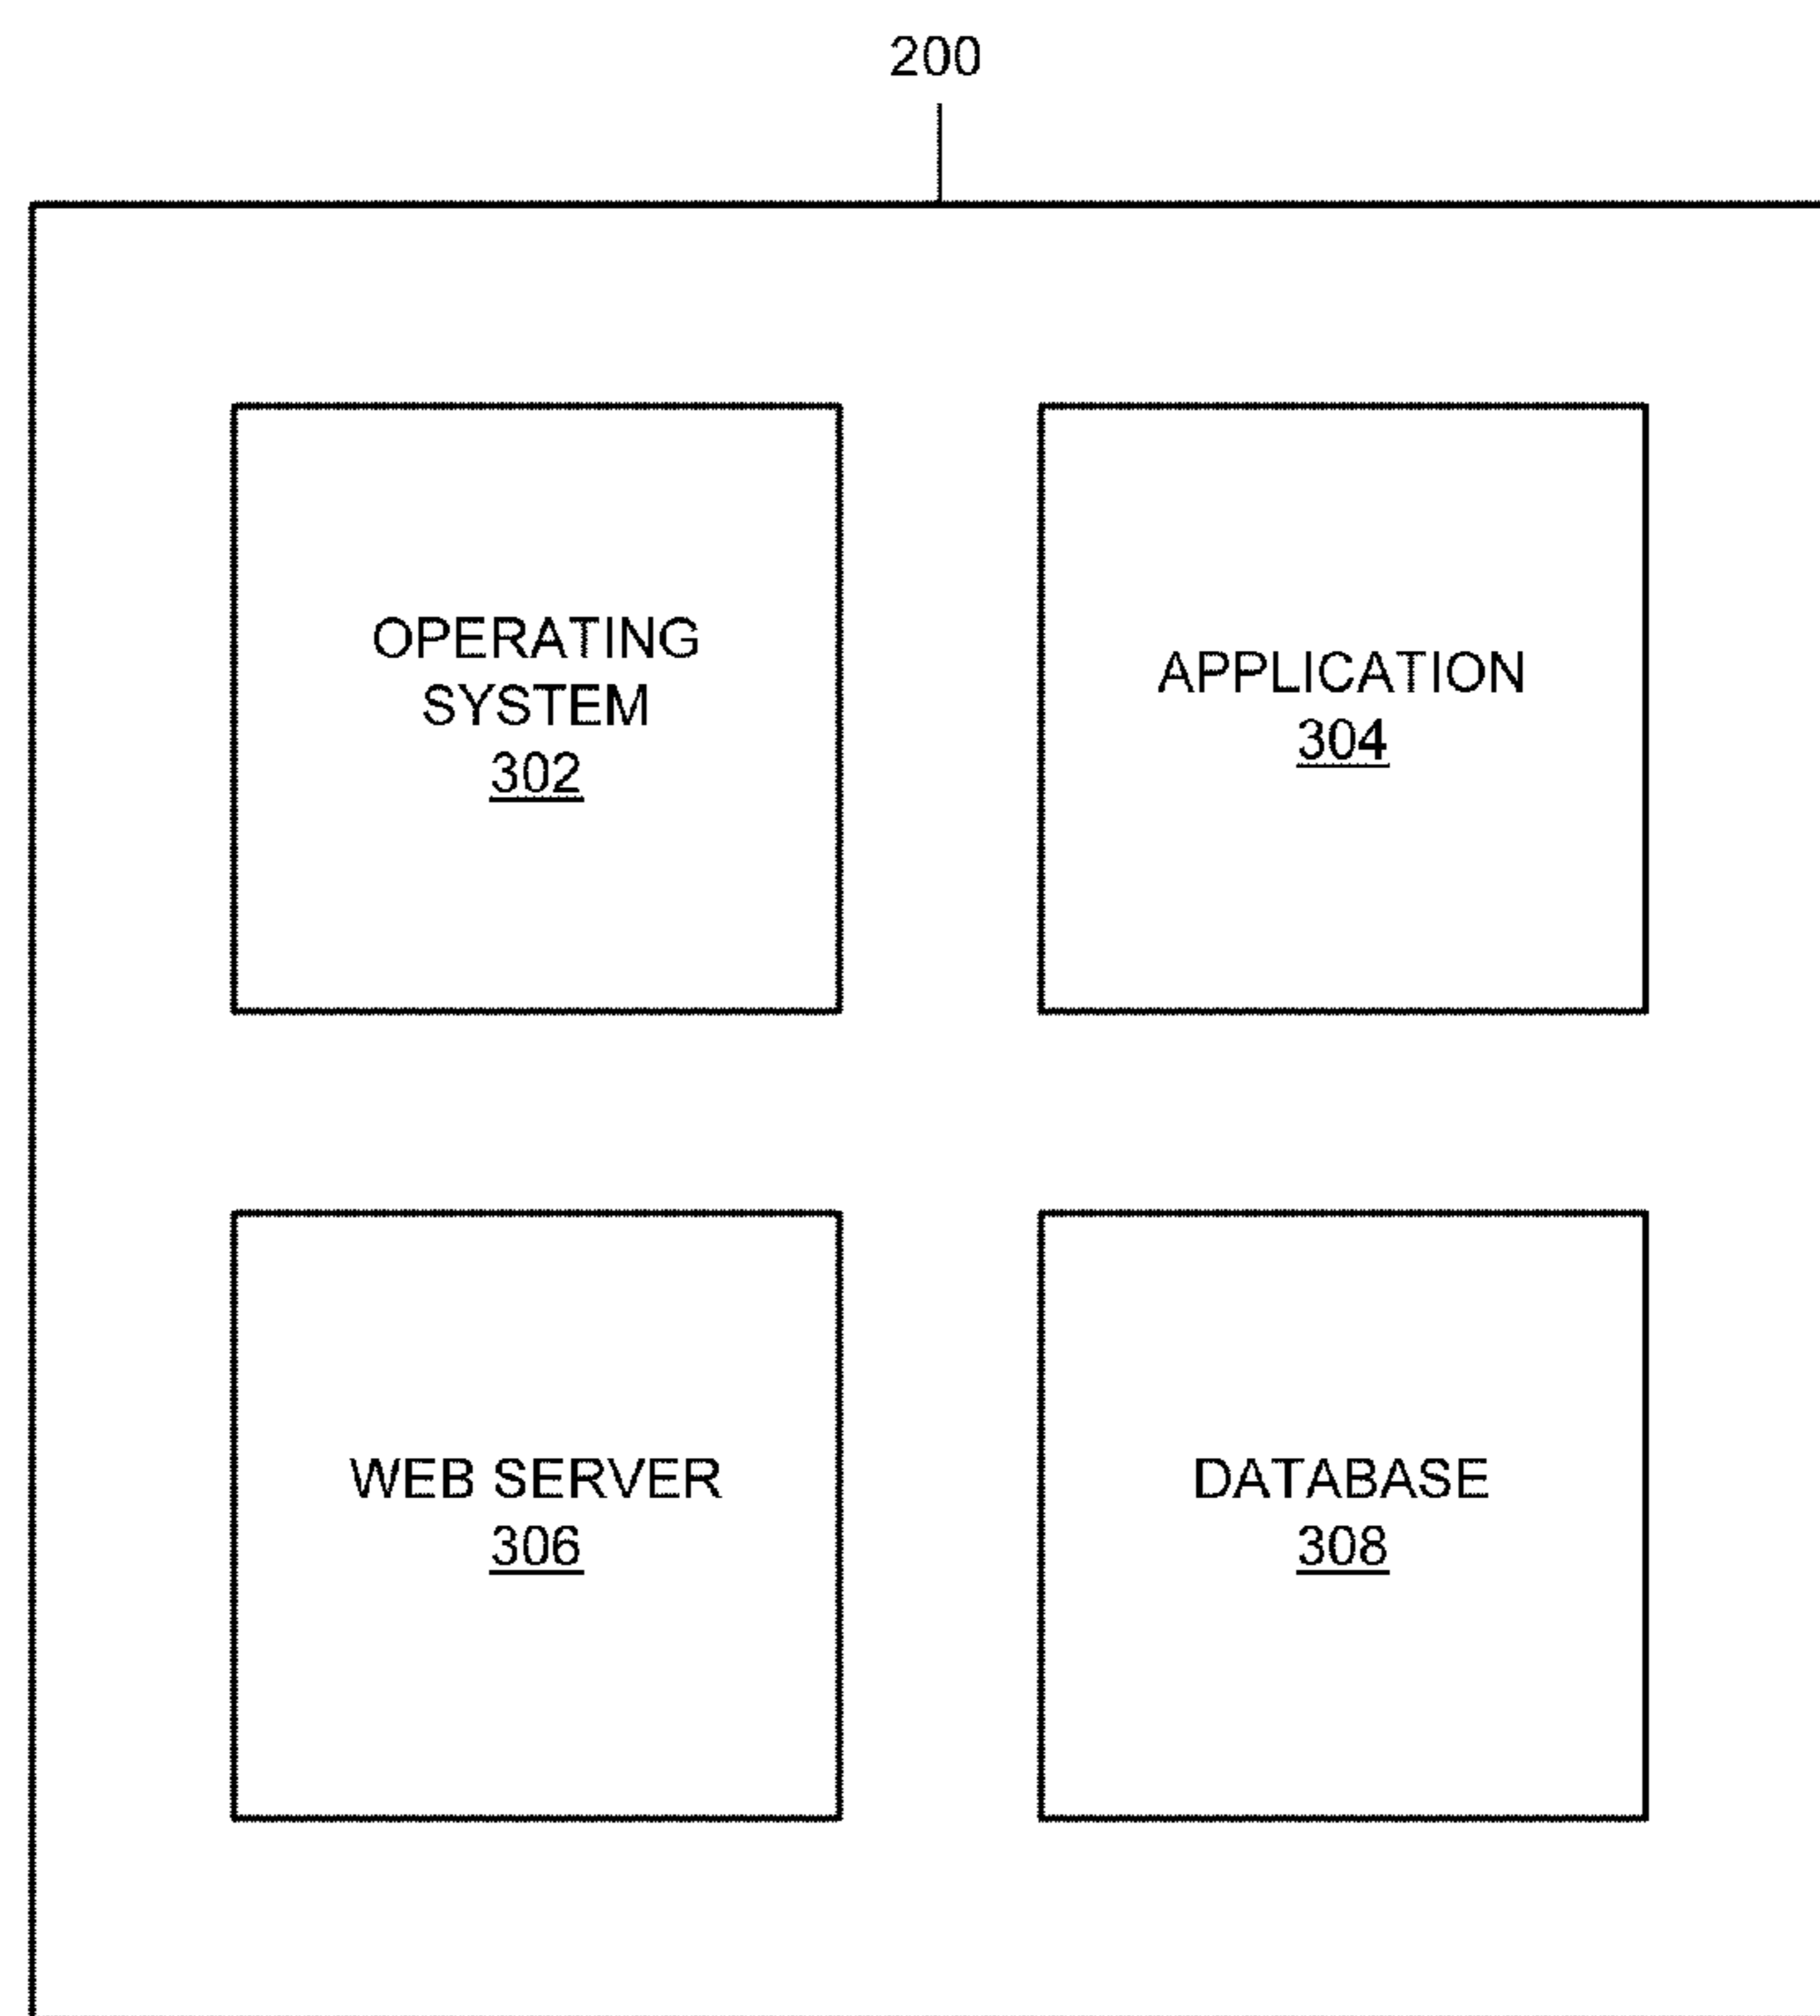 200
OPERATING
SYSTEM
302
APPLICATION
304
WEB SERVER
306
DATABASE
308